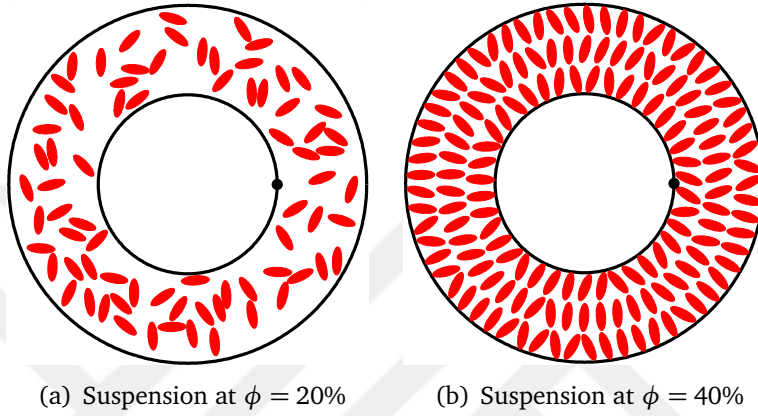 (a) Suspension at ϕ = 20%
(b) Suspension at ϕ = 40%